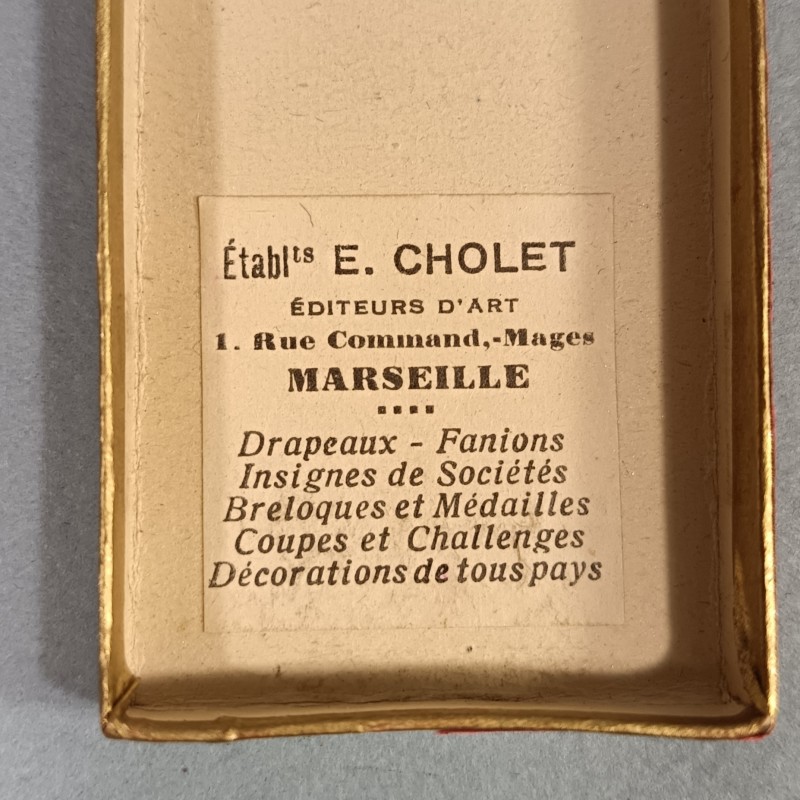 Établts E. CHOLET
ÉDITEURS D'ART
1. Rue Command,-Mages
MARSEILLE
Drapeaux - Fanions
Insignes de Sociétés
Breloques et Médailles
Coupes et Challenges
Décorations de tous pays